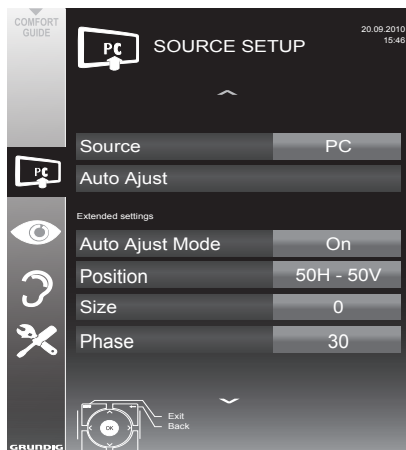 COMFORT
GUIDE
PC
SOURCE SETUP
20.09.2010
15:46
Source PC
PC
Auto Ajust
Extended settings
Auto Ajust Mode On
Position 50H - 50V
Size 0
Phase 30
Exit
Back
OK
GRUNDIG